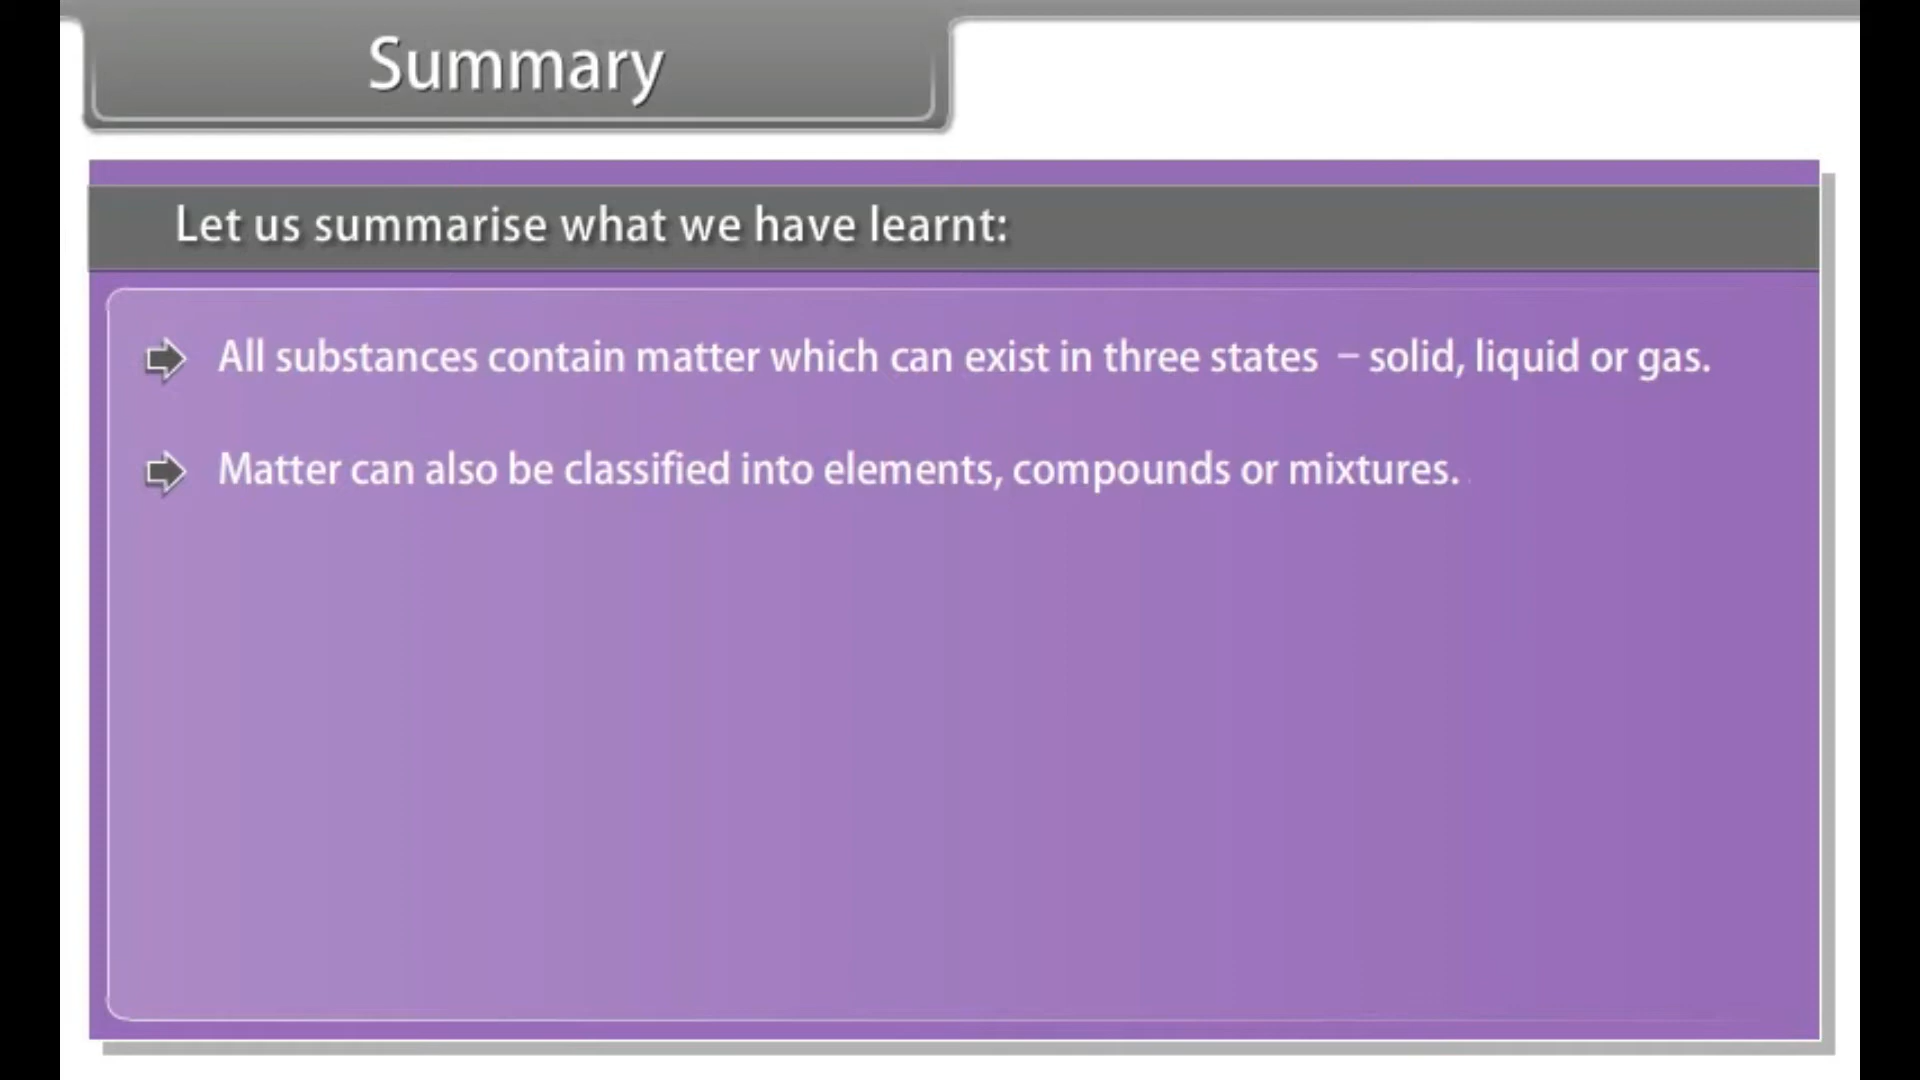 Summary
Let us summarise what we have learnt:
All substances contain matter which can exist in three states – solid, liquid or gas.
Matter can also be classified into elements, compounds or mixtures.